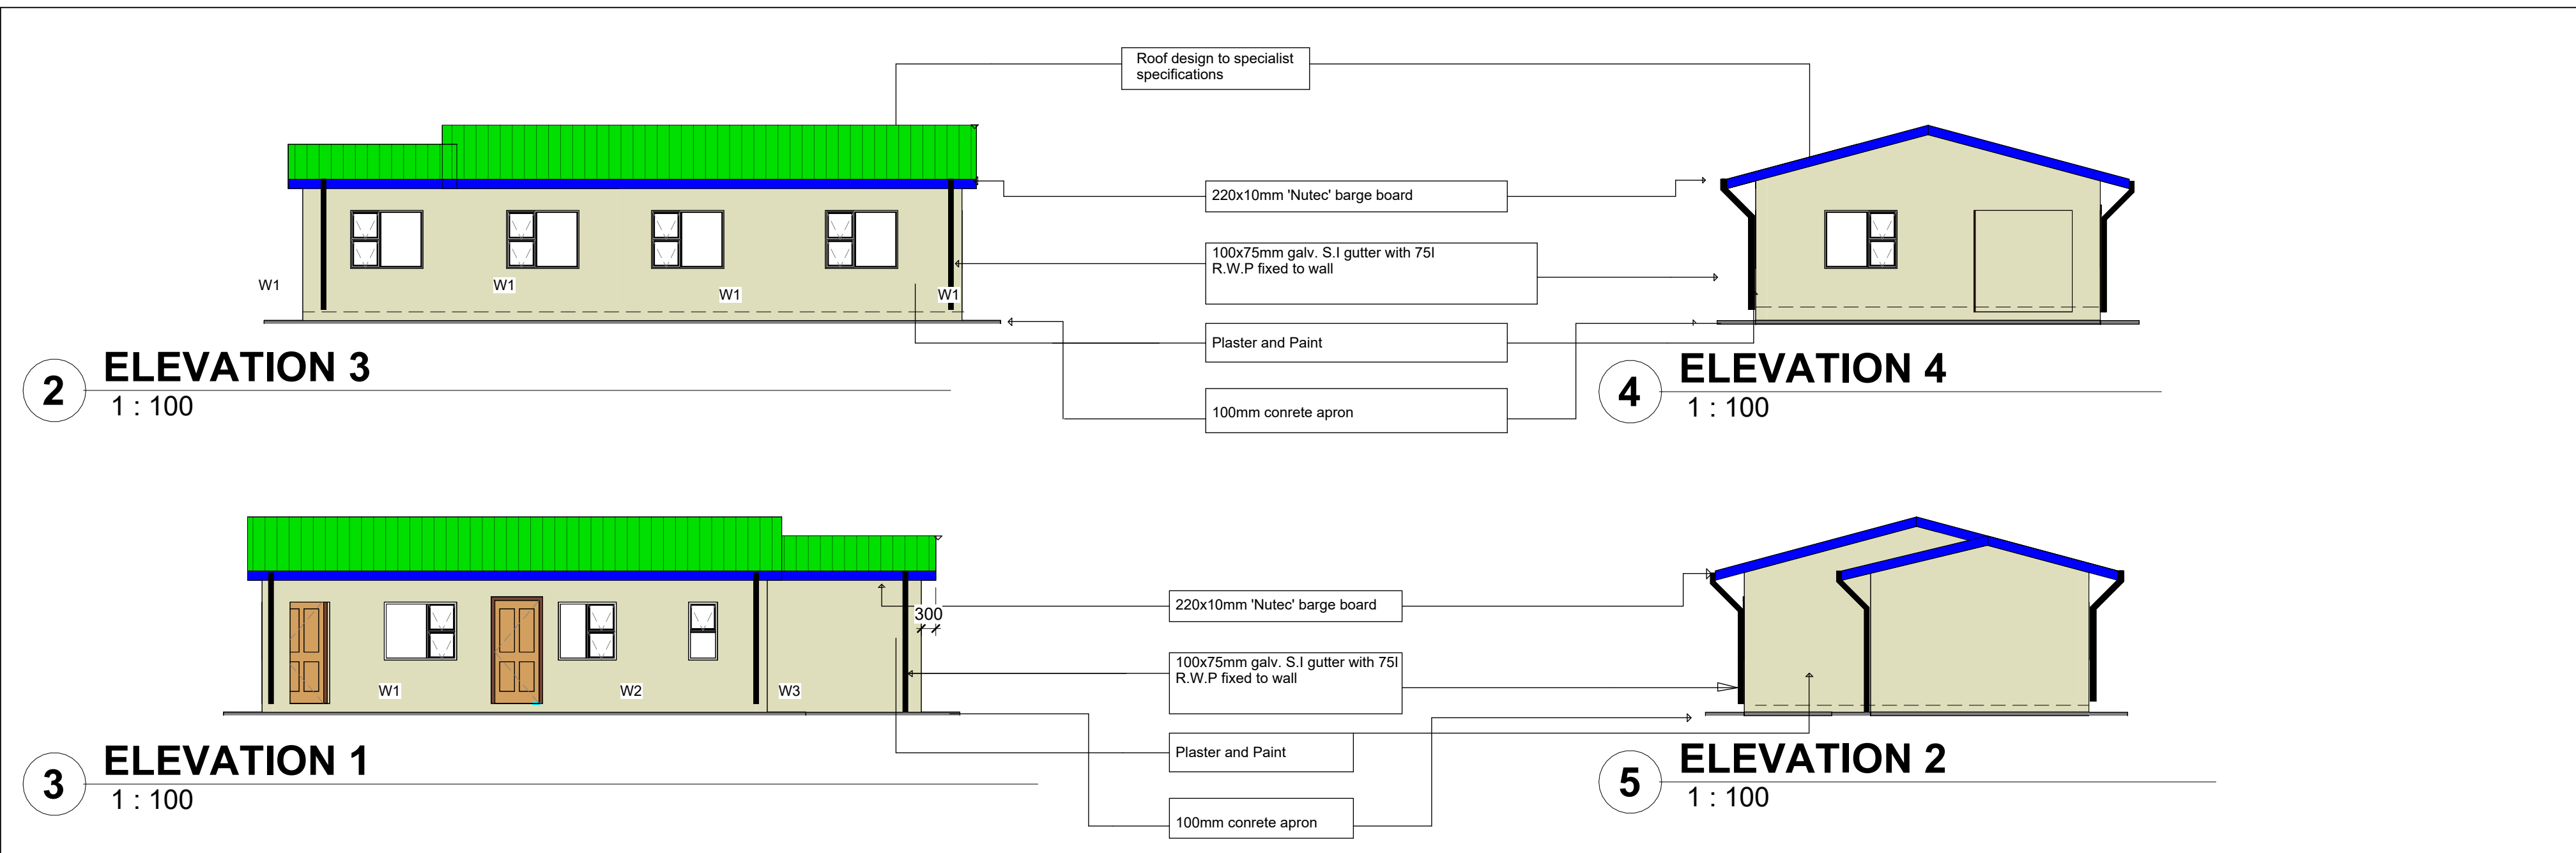 Roof design to specialist
specifications
220x10mm 'Nutec' barge board
100x75mm galv. S.I gutter with 75l
R.W.P fixed to wall
W1
W1
W1
W1
Plaster and Paint
100mm conrete apron
2
ELEVATION 3
1 : 100
4
ELEVATION 4
1 : 100
220x10mm 'Nutec' barge board
300
100x75mm galv. S.I gutter with 75l
R.W.P fixed to wall
W1
W2
W3
Plaster and Paint
100mm conrete apron
3
ELEVATION 1
1 : 100
5
ELEVATION 2
1 : 100